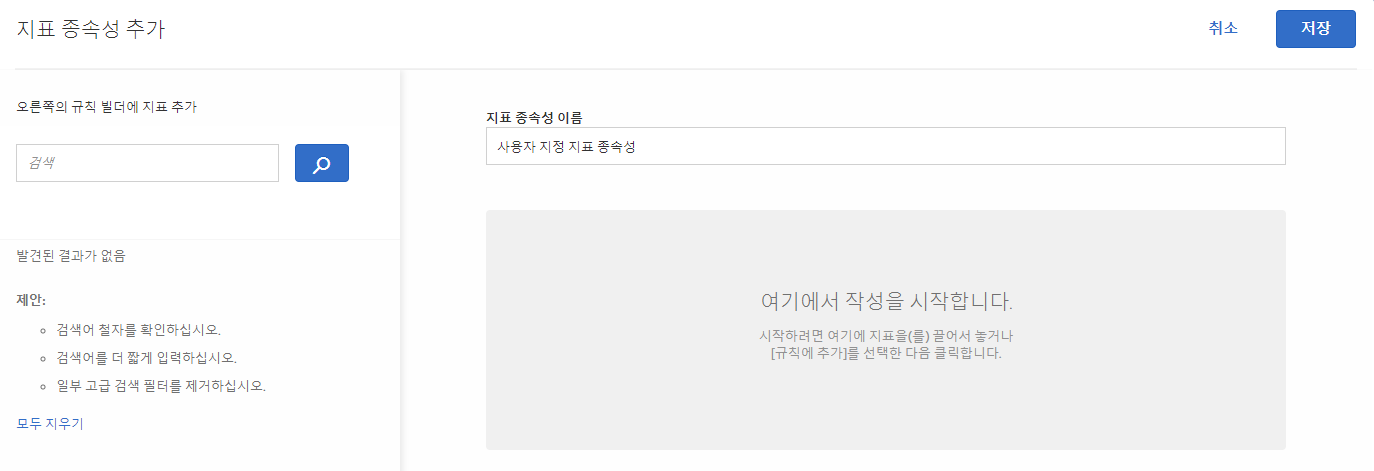 지표 종속성 추가
취소
저장
오른쪽의 규칙 빌더에 지표 추가
검색
발견된 결과가 없음
제안:
검색어 철자를 확인하십시오.
검색어를 더 짧게 입력하십시오.
일부 고급 검색 필터를 제거하십시오.
모두 지우기
지표 종속성 이름
사용자 지정 지표 종속성
여기에서 작성을 시작합니다.
시작하려면 여기에 지표을(를) 끌어서 놓거나
[규칙에 추가]를 선택한 다음 클릭합니다.